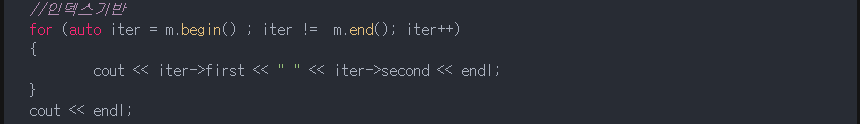 //인덱스기반
for (auto iter = m.begin() ; iter !=  m.end(); iter++)
{
        cout << iter->first << " " << iter->second << endl;
}
cout << endl;